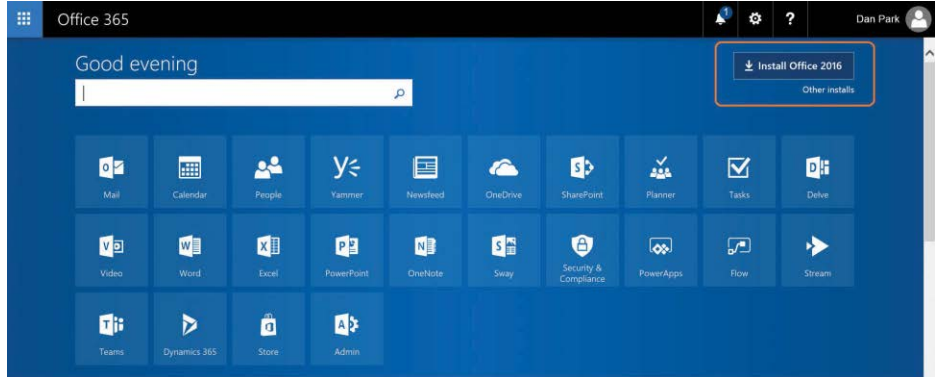 Office 365
1
?
Dan Park
Good evening
Install Office 2016
Other installs
Mail
Calendar
People
Yammer
Newsfeed
OneDrive
SharePoint
Planner
Tasks
Delve
Video
Word
Excel
PowerPoint
OneNote
Sway
Security &
Compliance
PowerApps
Flow
Stream
Teams
Dynamics 365
Store
Admin